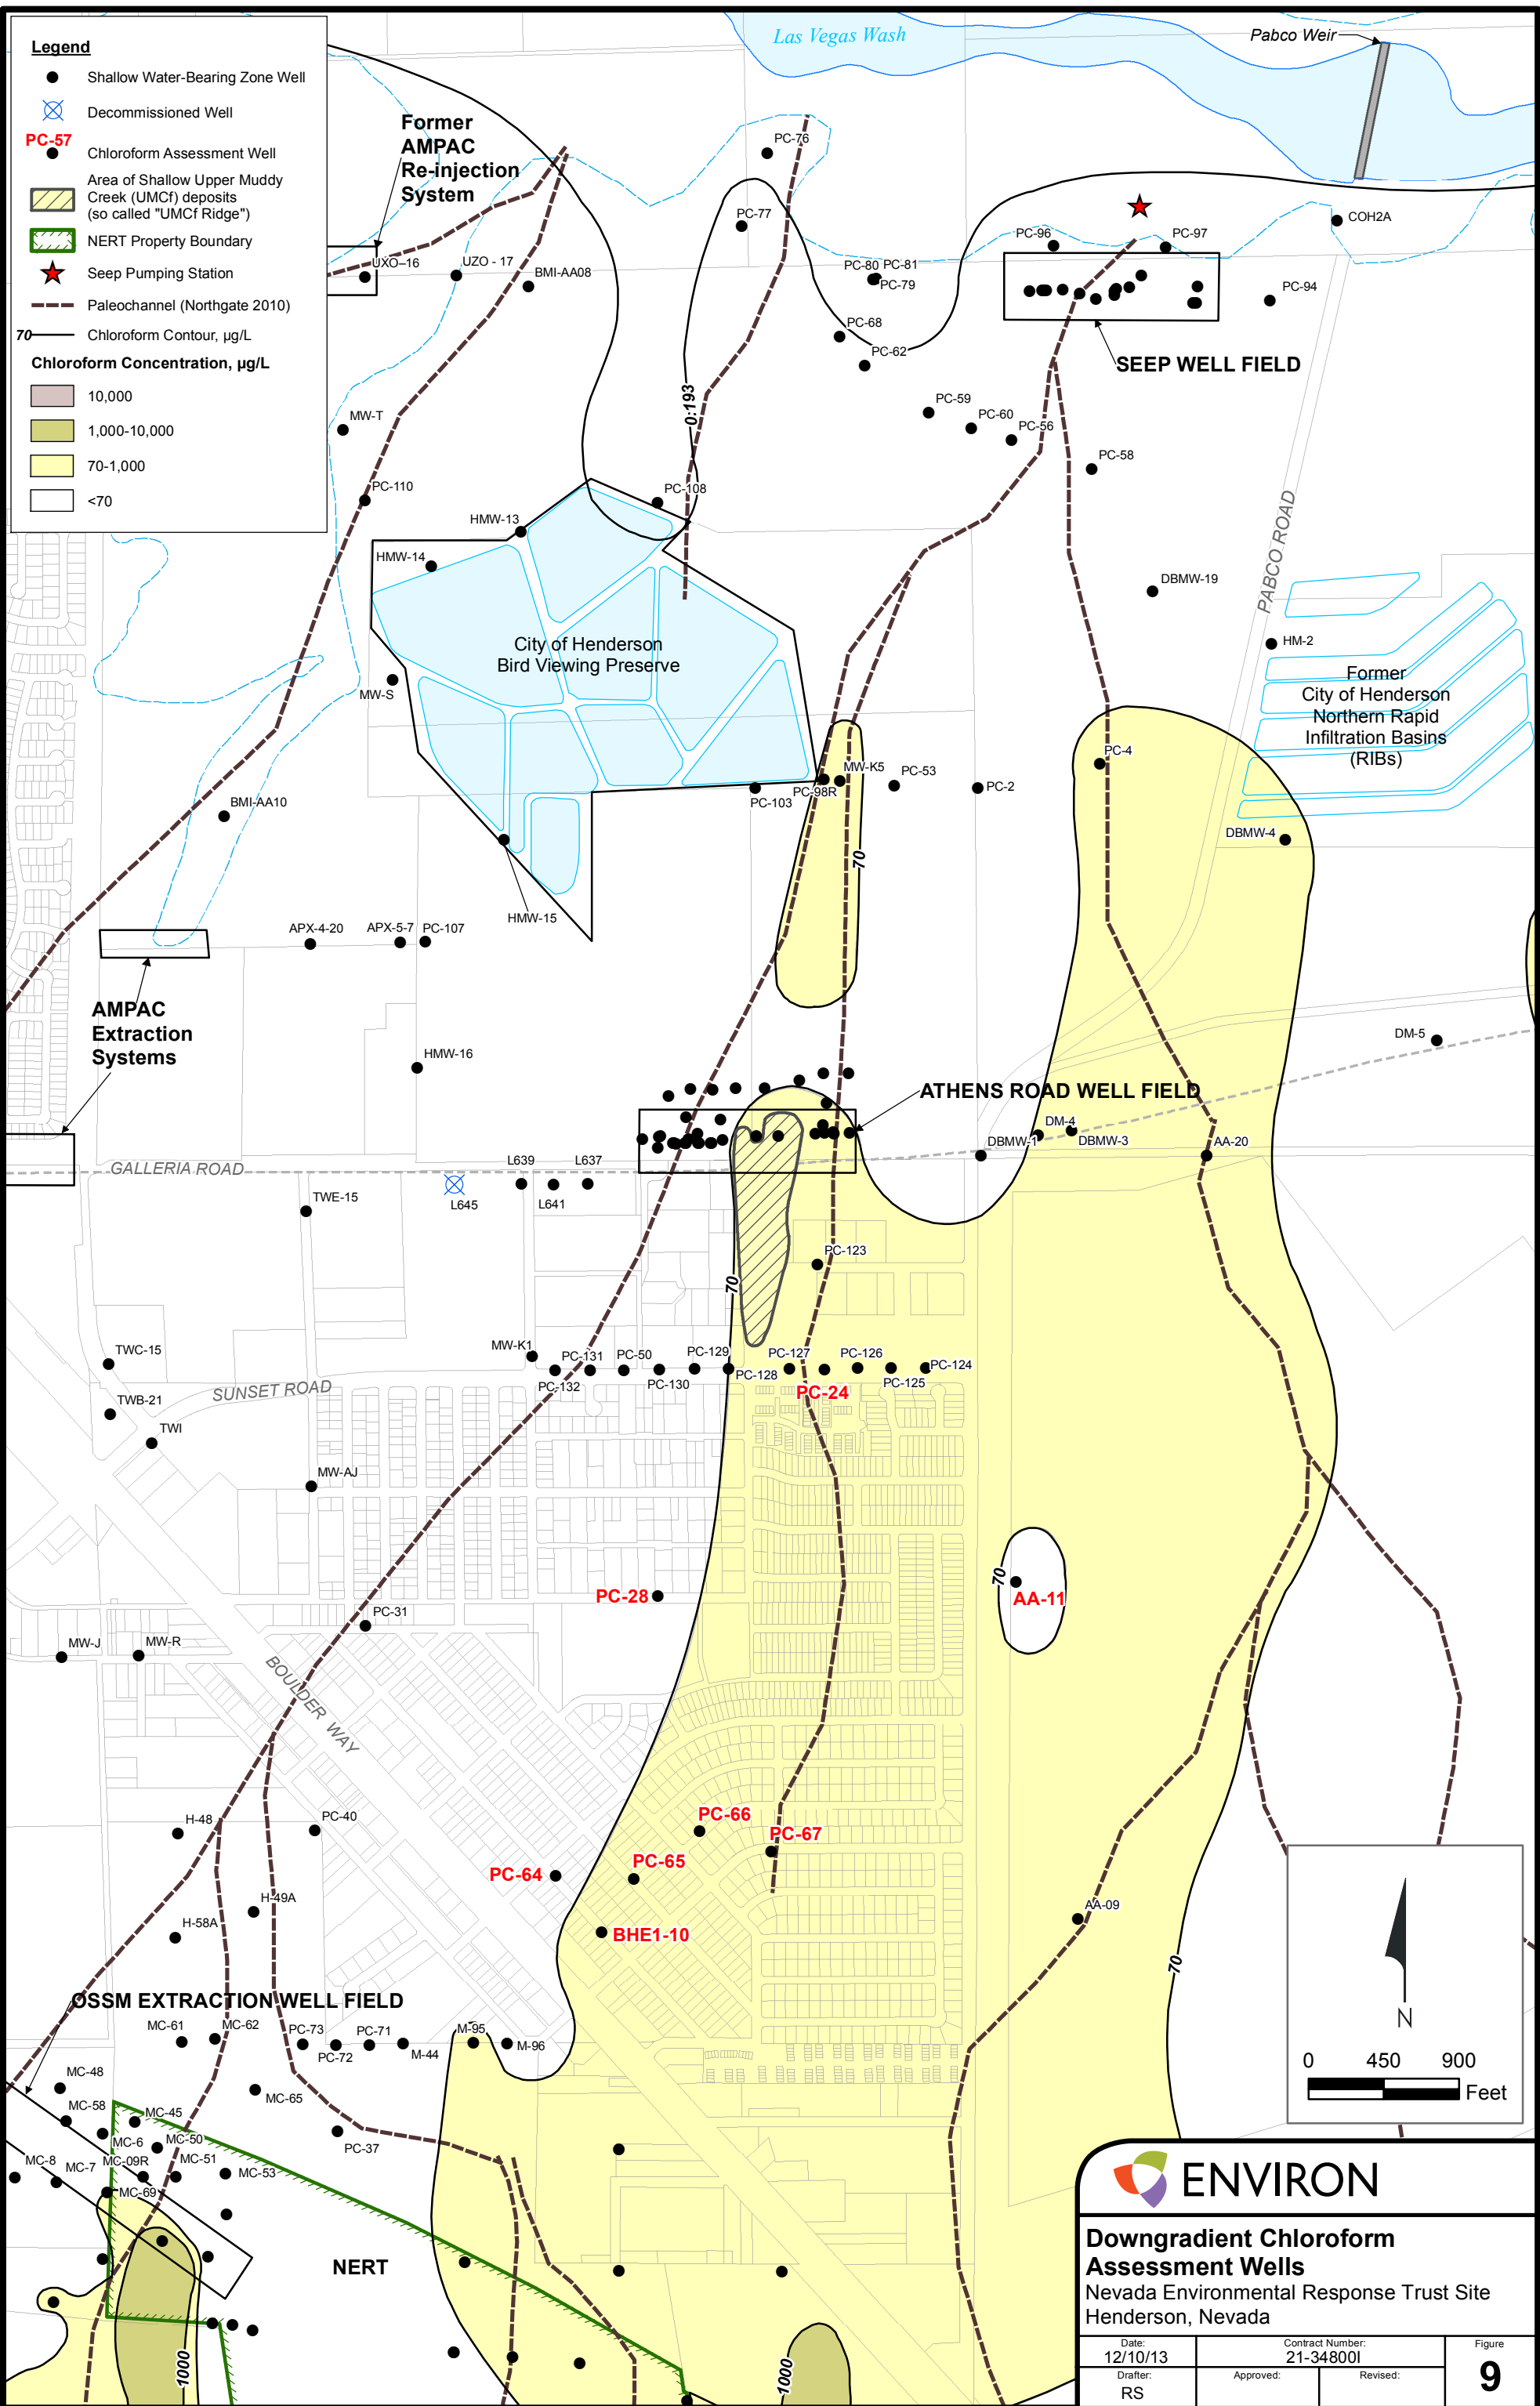 Legend
Shallow Water-Bearing Zone Well
Decommissioned Well
PC-57
Chloroform Assessment Well
Area of Shallow Upper Muddy
Creek (UMCf) deposits
(so called "UMCf Ridge")
NERT Property Boundary
Seep Pumping Station
Paleochannel (Northgate 2010)
70
Chloroform Contour, µg/L
Chloroform Concentration, µg/L
10,000
1,000-10,000
70-1,000
<70
Las Vegas Wash
Pabco Weir
Former
AMPAC
Re-injection
System
PC-76
PC-77
COH2A
PC-96
PC-97
UXO-16
UZO - 17
BMI-AA08
PC-80
PC-81
PC-79
PC-94
PC-68
PC-62
SEEP WELL FIELD
0.193
PC-59
PC-60
PC-56
MW-T
PC-58
PC-110
PC-108
HMW-13
HMW-14
PABCO ROAD
DBMW-19
City of Henderson
Bird Viewing Preserve
HM-2
MW-S
Former
City of Henderson
Northern Rapid
Infiltration Basins
(RIBs)
PC-4
MW-K5
PC-53
PC-98R
PC-103
PC-2
BMI-AA10
DBMW-4
70
HMW-15
APX-4-20
APX-5-7
PC-107
AMPAC
Extraction
Systems
DM-5
HMW-16
ATHENS ROAD WELL FIELD
DM-4
DBMW-1
DBMW-3
AA-20
GALLERIA ROAD
L639
L637
L645
L641
TWE-15
PC-123
70
TWC-15
MW-K1
PC-131
PC-50
PC-129
PC-127
PC-126
PC-124
PC-132
PC-130
PC-128
PC-125
PC-24
SUNSET ROAD
TWB-21
TWI
MW-AJ
70
PC-28
AA-11
PC-31
MW-J
MW-R
BOULDER WAY
H-48
PC-40
PC-66
PC-67
PC-64
PC-65
H-49A
AA-09
H-58A
BHE1-10
70
N
0 450 900
Feet
OSSM EXTRACTION WELL FIELD
MC-61
MC-62
PC-73
PC-71
M-95
PC-72
M-44
M-96
MC-48
MC-65
MC-58
MC-45
MC-6
MC-50
PC-37
MC-8
MC-7
MC-09R
MC-51
MC-53
MC-69
NERT
1000
1000
ENVIRON
Downgradient Chloroform
Assessment Wells
Nevada Environmental Response Trust Site
Henderson, Nevada
Date:
12/10/13
Contract Number:
21-34800I
Figure
9
Drafter:
RS
Approved:
Revised: